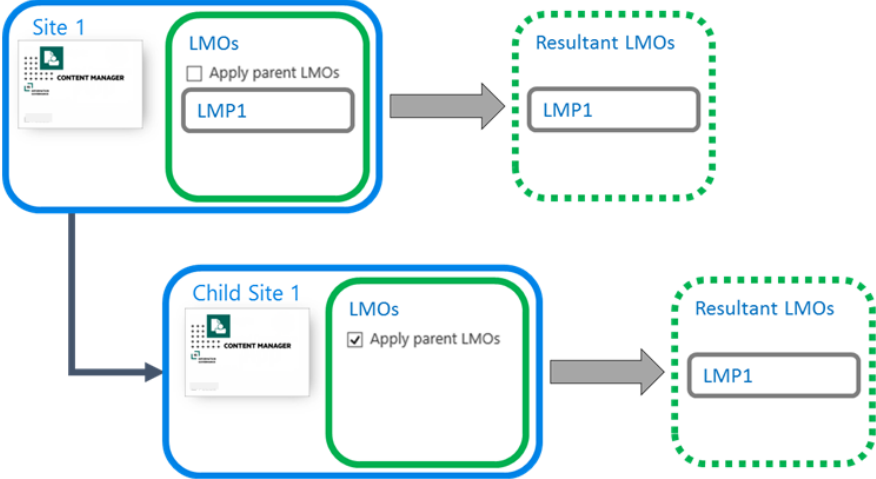 Site 1
CONTENT MANAGER
LMOs
Apply parent LMOs
LMP1
Resultant LMOs
LMP1
Child Site 1
CONTENT MANAGER
LMOs
Apply parent LMOs
Resultant LMOs
LMP1